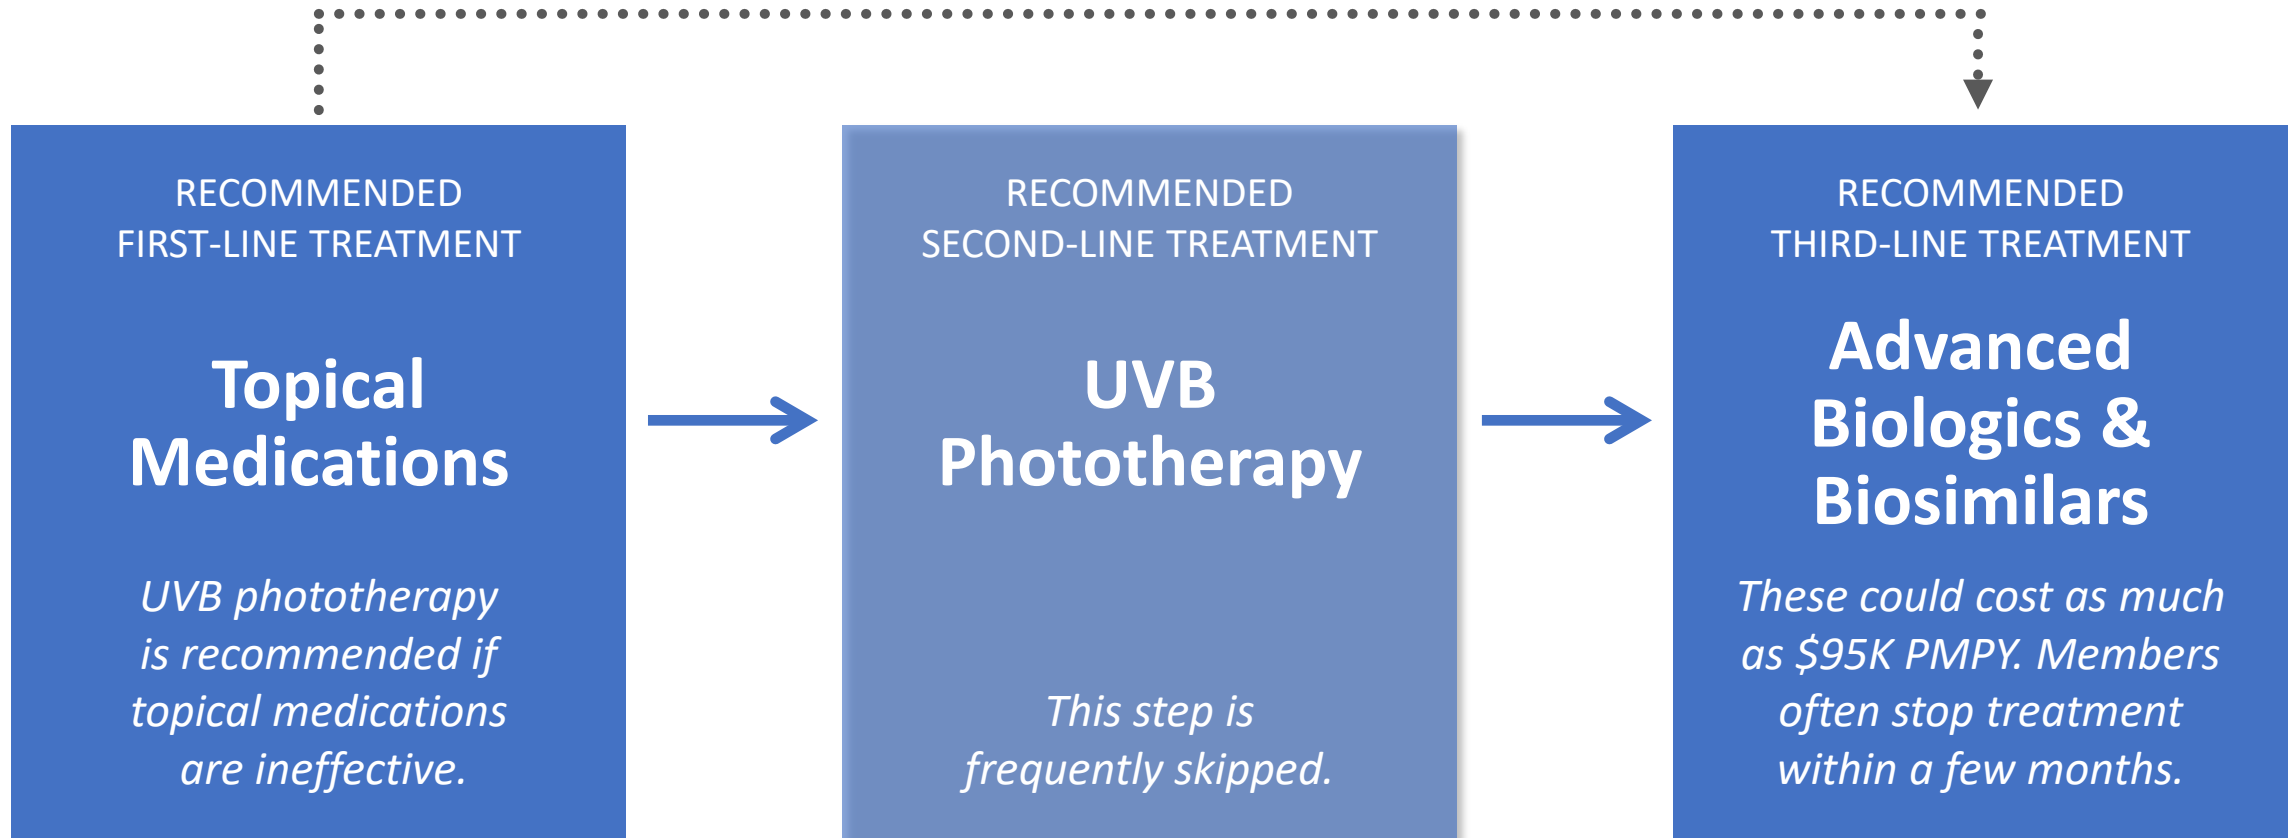 RECOMMENDED
FIRST-LINE TREATMENT
Topical
Medications
UVB phototherapy
is recommended if
topical medications
are ineffective.
RECOMMENDED
SECOND-LINE TREATMENT
UVB
Phototherapy
This step is
frequently skipped.
RECOMMENDED
THIRD-LINE TREATMENT
Advanced
Biologics &
Biosimilars
These could cost as much
as $95K PMPY. Members
often stop treatment
within a few months.